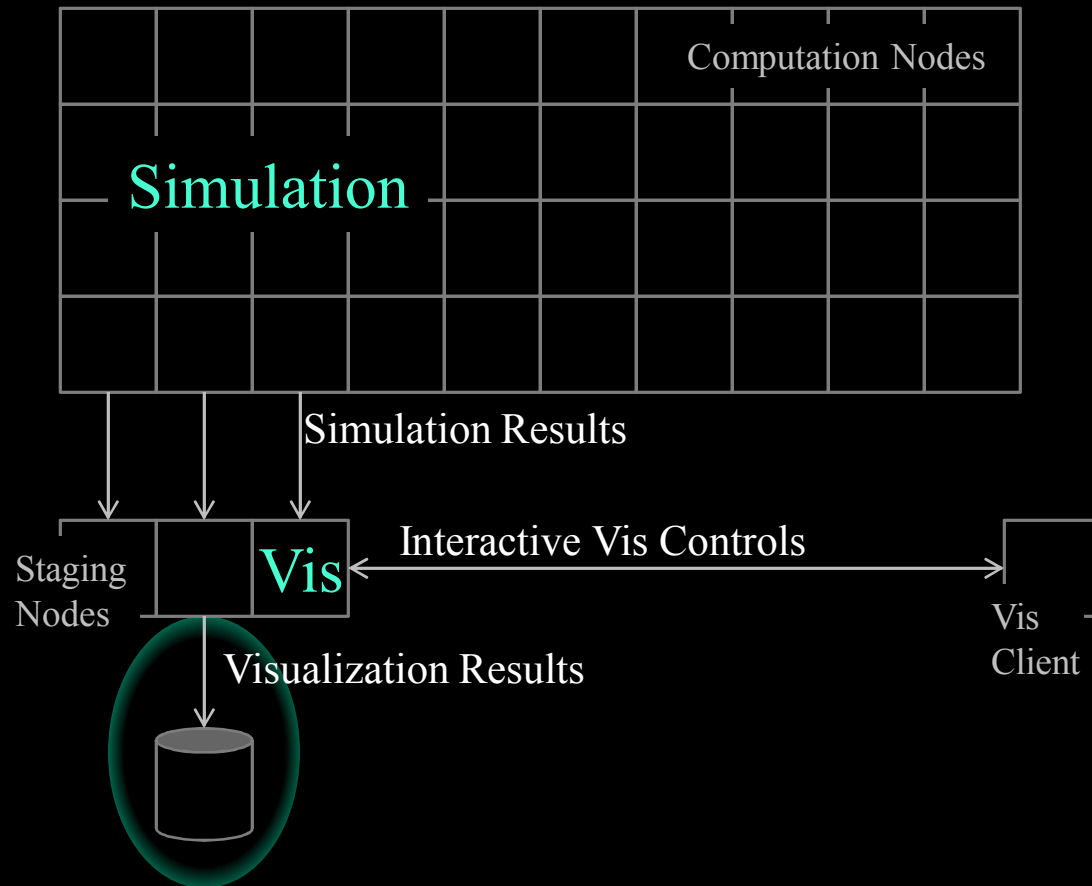 Computation Nodes
Simulation
Simulation Results
Interactive Vis Controls
Vis
Staging
Nodes
Vis
Client
Visualization Results